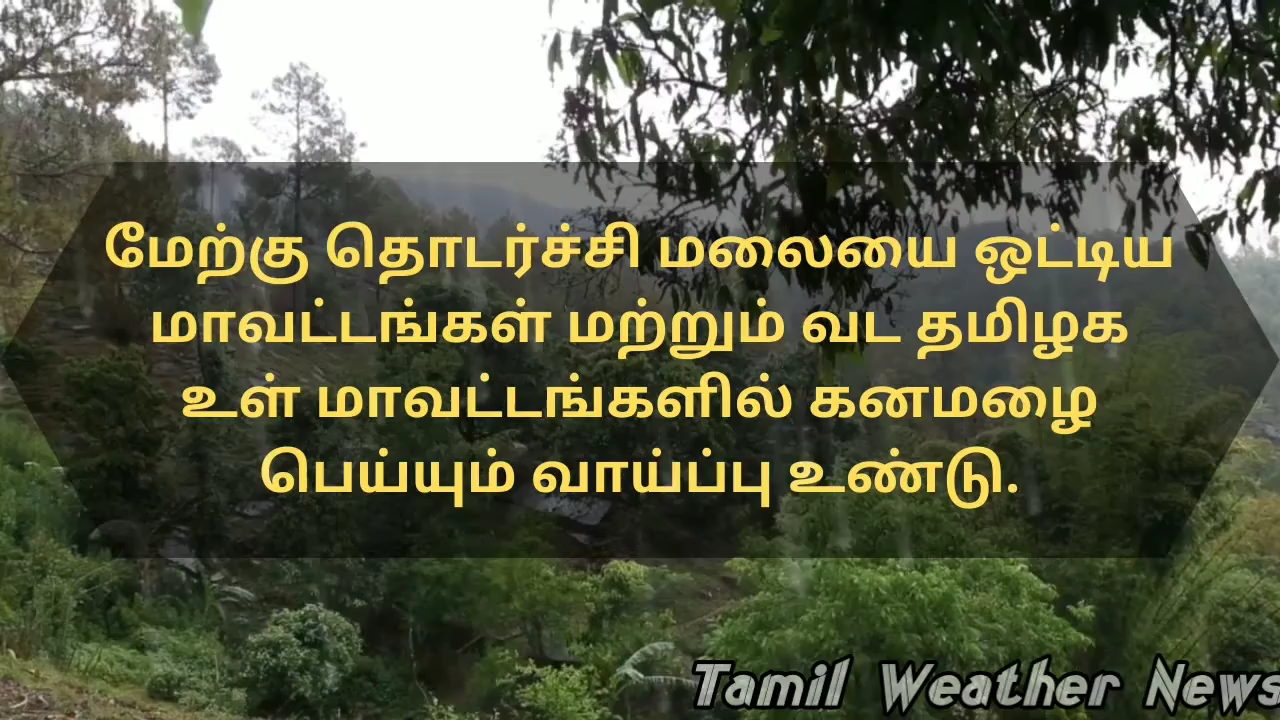 மேற்கு தொடர்ச்சி மலையை ஒட்டிய
மாவட்டங்கள் மற்றும் வட தமிழக
உள் மாவட்டங்களில் கனமழை
பெய்யும் வாய்ப்பு உண்டு.
Tamil Weather News